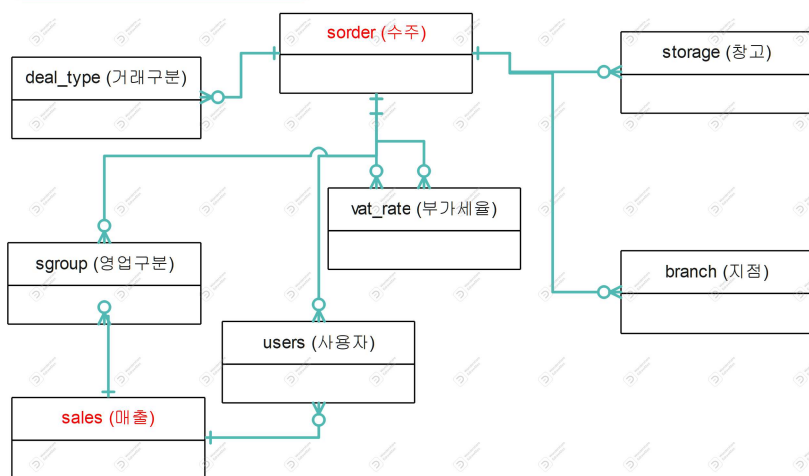 sorder (수주)
storage (창고)
deal_type (거래구분)
vat_rate (부가세율)
sgroup (영업구분)
branch (지점)
users (사용자)
sales (매출)